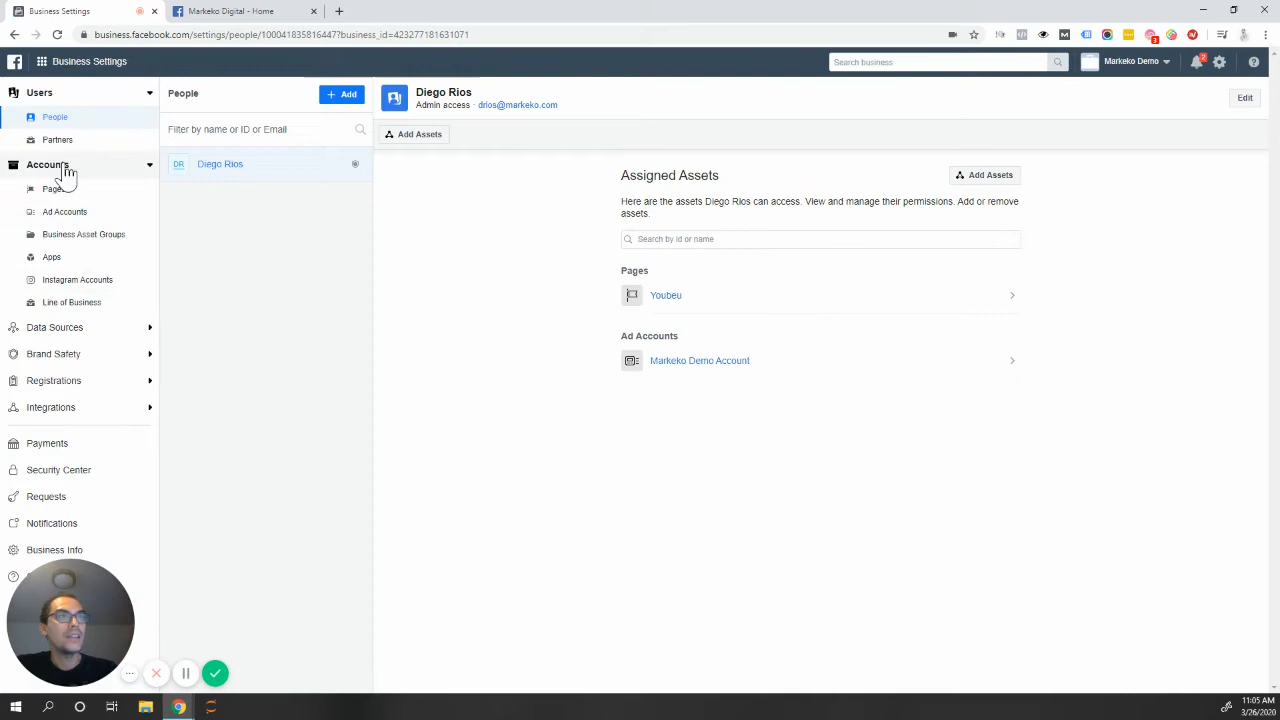 Business Settings
Markeko Digital - Home
business.facebook.com/settings/people/100041835816447?business_id=423277181631071
3
Business Settings
Search business
Markeko Demo
2
Users
People
Partners
Accounts
Pages
Ad Accounts
Business Asset Groups
Apps
Instagram Accounts
Line of Business
Data Sources
Brand Safety
Registrations
Integrations
Payments
Security Center
Requests
Notifications
Business Info
People
+ Add
Filter by name or ID or Email
DR Diego Rios
Diego Rios
Admin access · drios@markeko.com
Edit
Add Assets
Assigned Assets
Add Assets
Here are the assets Diego Rios can access. View and manage their permissions. Add or remove
assets.
Search by id or name
Pages
Youbeu
Ad Accounts
Markeko Demo Account
11:05 AM
3/26/2020